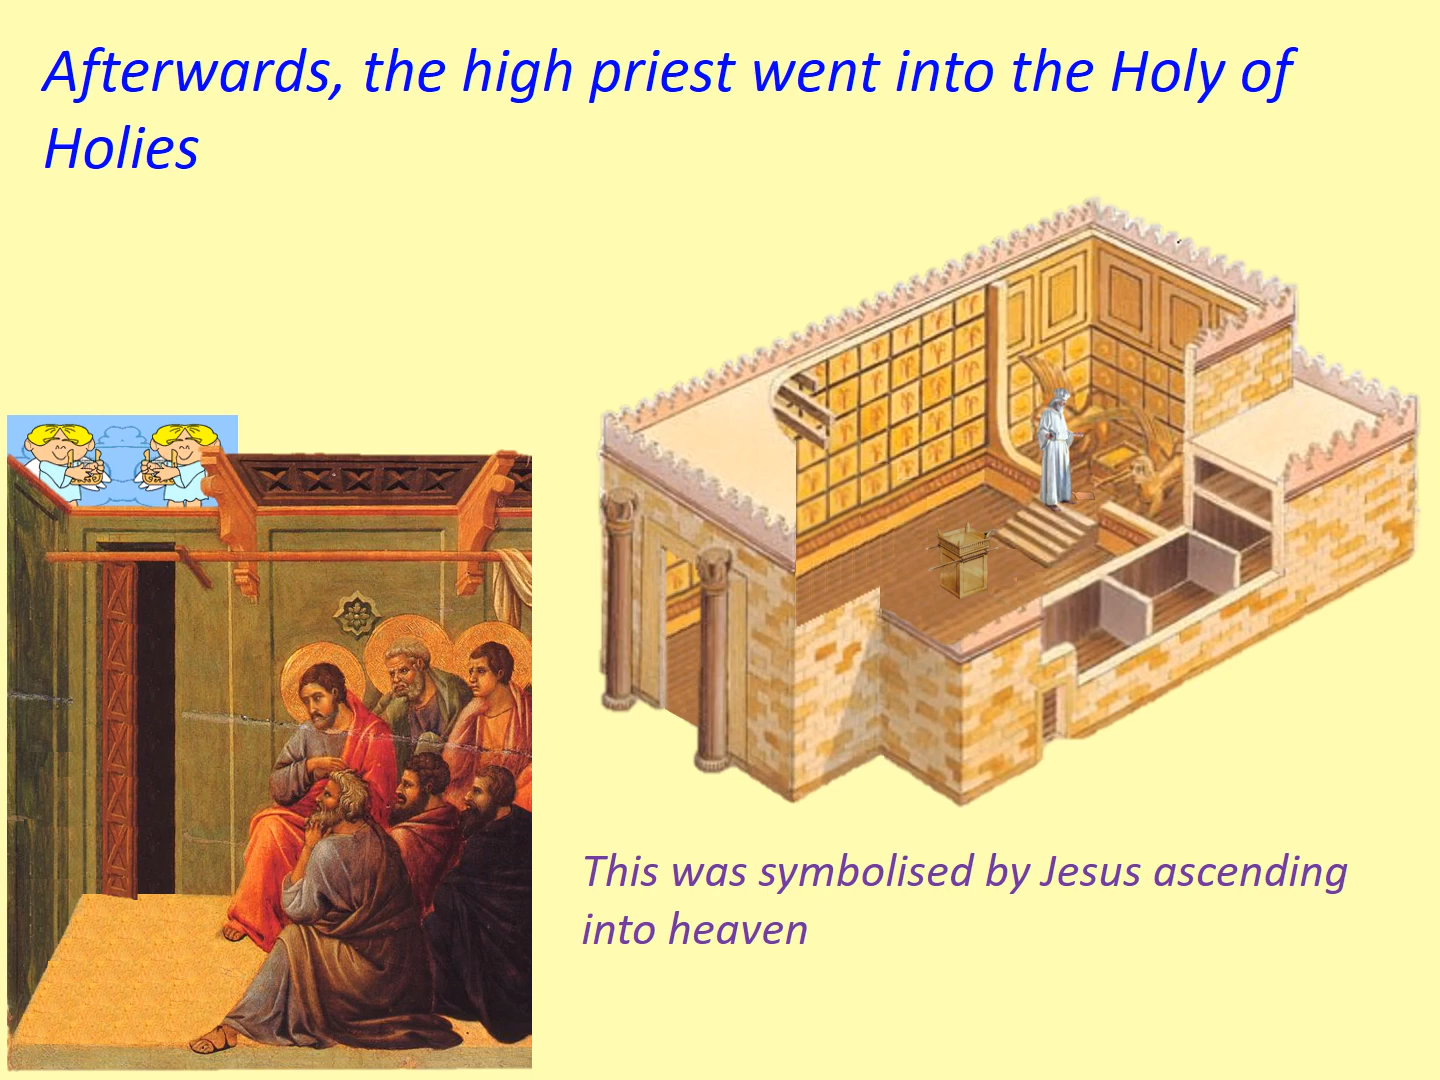 Afterwards, the high priest went into the Holy of
Holies
This was symbolised by Jesus ascending
into heaven